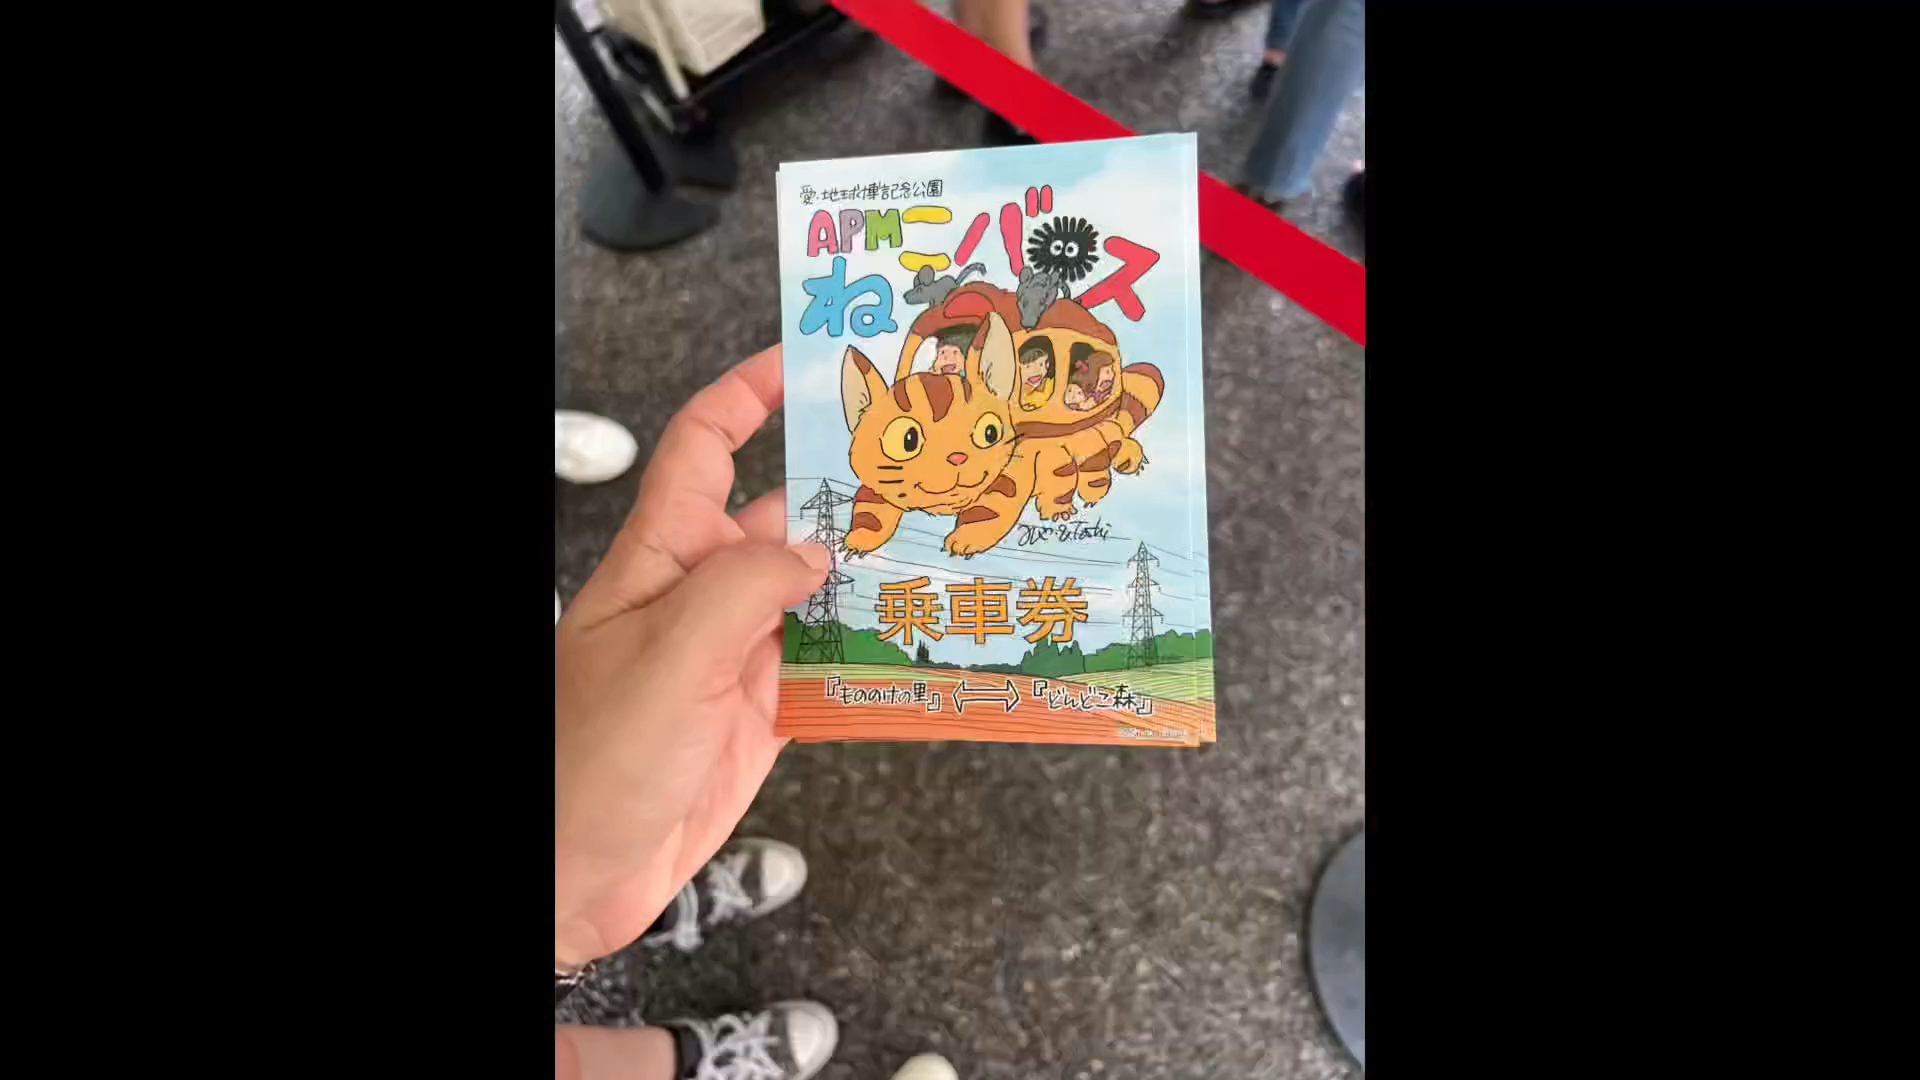 愛・地球博記念公園
APMねこバス
乗車券
『もののけの里』⇔『どんどこ森』